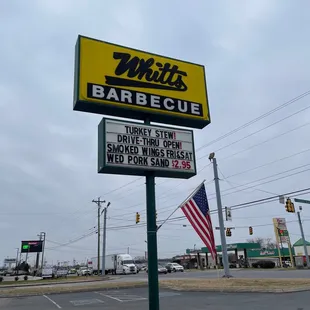 Whitt's
BARBECUE
TURKEY STEW!
DRIVE-THRU OPEN!
SMOKED WINGS FRI&SAT
WED PORK SAND $2.95